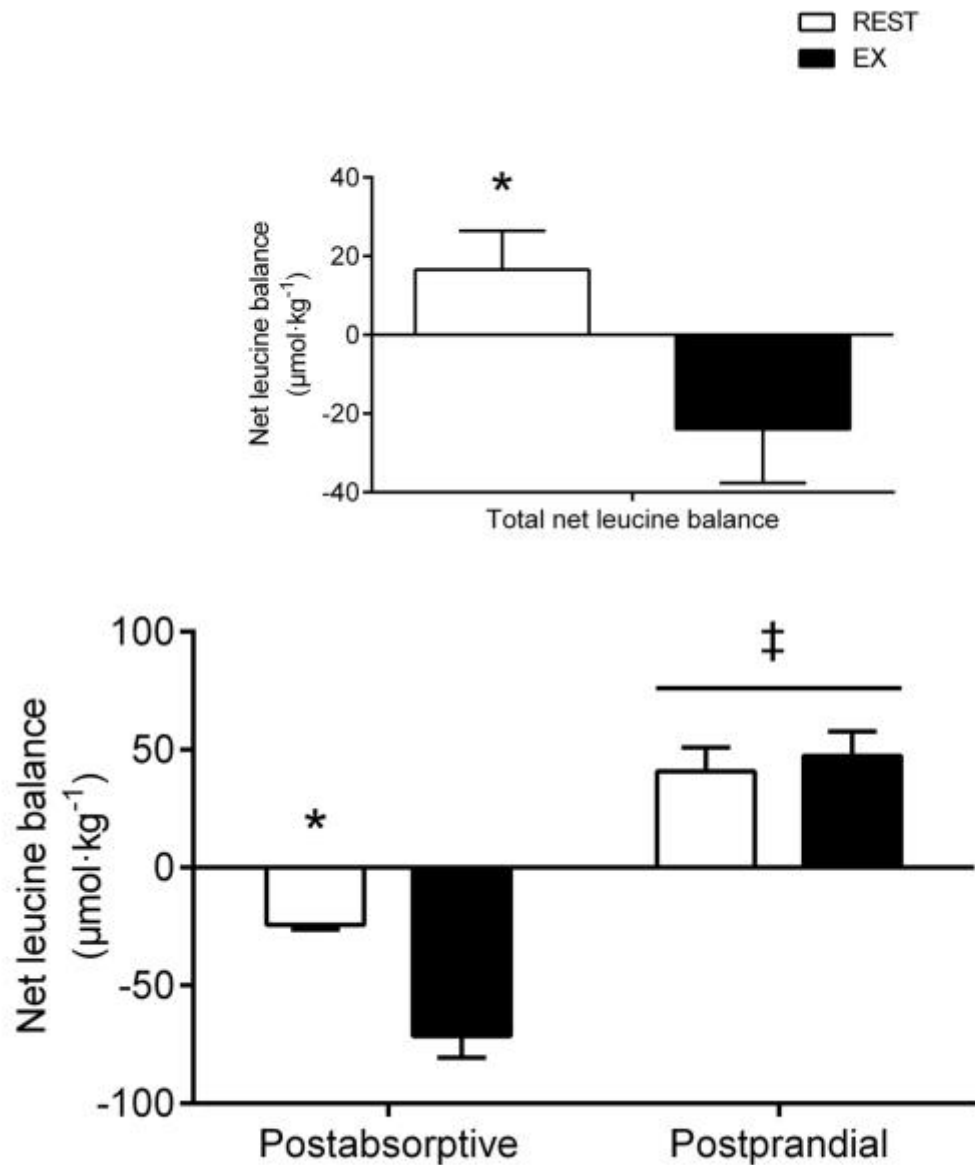 REST
EX
Net leucine balance
(µmol·kg⁻¹)
40
20
0
-20
-40
*
Total net leucine balance
Net leucine balance
(µmol·kg⁻¹)
100
50
0
-50
-100
*
‡
Postabsorptive
Postprandial